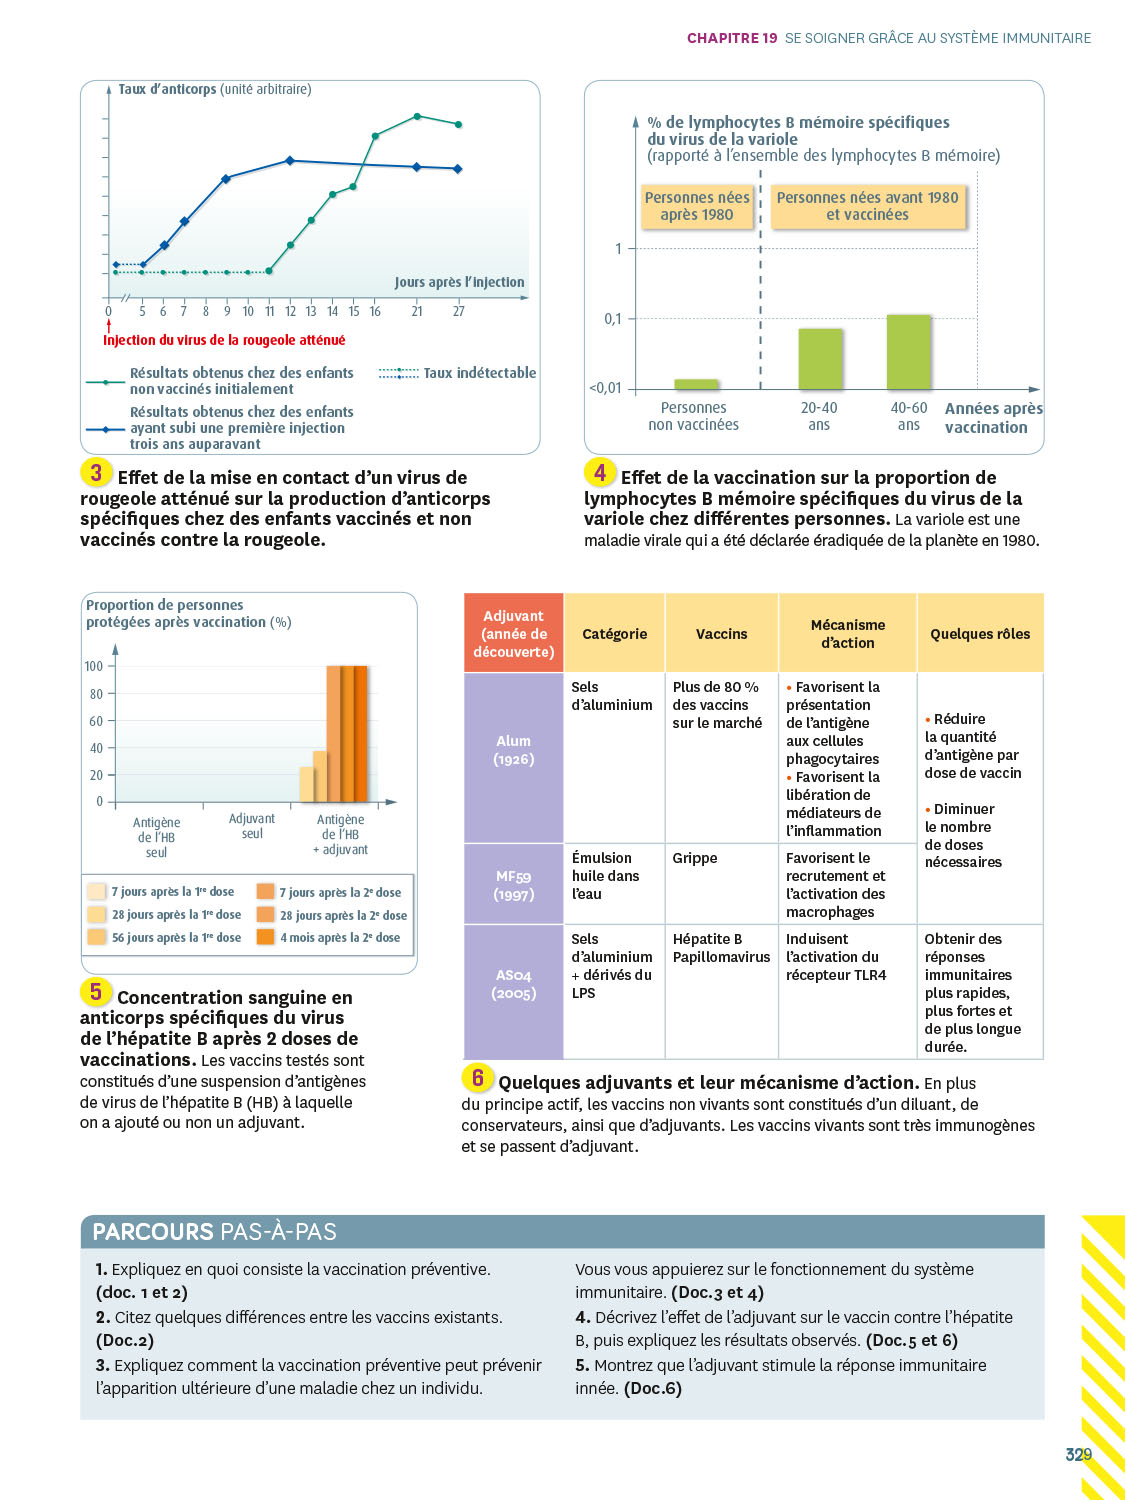 CHAPITRE 19 SE SOIGNER GRÂCE AU SYSTÈME IMMUNITAIRE
Taux d'anticorps (unité arbitraire)
Jours après l'injection
0 5 6 7 8 9 10 11 12 13 14 15 16 21 27
Injection du virus de la rougeole atténué
Résultats obtenus chez des enfants
non vaccinés initialement
Taux indétectable
Résultats obtenus chez des enfants
ayant subi une première injection
trois ans auparavant
3 Effet de la mise en contact d'un virus de
rougeole atténué sur la production d'anticorps
spécifiques chez des enfants vaccinés et non
vaccinés contre la rougeole.
% de lymphocytes B mémoire spécifiques
du virus de la variole
(rapporté à l'ensemble des lymphocytes B mémoire)
Personnes nées
après 1980
Personnes nées avant 1980
et vaccinées
1
0,1
<0,01
Personnes
non vaccinées
20-40
ans
40-60
ans
Années après
vaccination
4 Effet de la vaccination sur la proportion de
lymphocytes B mémoire spécifiques du virus de la
variole chez différentes personnes. La variole est une
maladie virale qui a été déclarée éradiquée de la planète en 1980.
Proportion de personnes
protégées après vaccination (%)
100
80
60
40
20
0
Antigène
de l'HB
seul
Adjuvant
seul
Antigène
de l'HB
+ adjuvant
7 jours après la 1re dose
28 jours après la 1re dose
56 jours après la 1re dose
7 jours après la 2e dose
28 jours après la 2e dose
4 mois après la 2e dose
5 Concentration sanguine en
anticorps spécifiques du virus
de l'hépatite B après 2 doses de
vaccinations. Les vaccins testés sont
constitués d'une suspension d'antigènes
de virus de l'hépatite B (HB) à laquelle
on a ajouté ou non un adjuvant.
Adjuvant
(année de
découverte)
Catégorie
Vaccins
Mécanisme
d'action
Quelques rôles
Alum
(1926)
Sels
d'aluminium
Plus de 80 %
des vaccins
sur le marché
• Favorisent la
présentation
de l'antigène
aux cellules
phagocytaires
• Favorisent la
libération de
médiateurs de
l'inflammation
• Réduire
la quantité
d'antigène par
dose de vaccin
• Diminuer
le nombre
de doses
nécessaires
MF59
(1997)
Émulsion
huile dans
l'eau
Grippe
Favorisent le
recrutement et
l'activation des
macrophages
AS04
(2005)
Sels
d'aluminium
+ dérivés du
LPS
Hépatite B
Papillomavirus
Induisent
l'activation du
récepteur TLR4
Obtenir des
réponses
immunitaires
plus rapides,
plus fortes et
de plus longue
durée.
6 Quelques adjuvants et leur mécanisme d'action. En plus
du principe actif, les vaccins non vivants sont constitués d'un diluant, de
conservateurs, ainsi que d'adjuvants. Les vaccins vivants sont très immunogènes
et se passent d'adjuvant.
PARCOURS PAS-À-PAS
1. Expliquez en quoi consiste la vaccination préventive.
(doc. 1 et 2)
2. Citez quelques différences entre les vaccins existants.
(Doc.2)
3. Expliquez comment la vaccination préventive peut prévenir
l'apparition ultérieure d'une maladie chez un individu.
Vous vous appuierez sur le fonctionnement du système
immunitaire. (Doc.3 et 4)
4. Décrivez l'effet de l'adjuvant sur le vaccin contre l'hépatite
B, puis expliquez les résultats observés. (Doc.5 et 6)
5. Montrez que l'adjuvant stimule la réponse immunitaire
innée. (Doc.6)
329